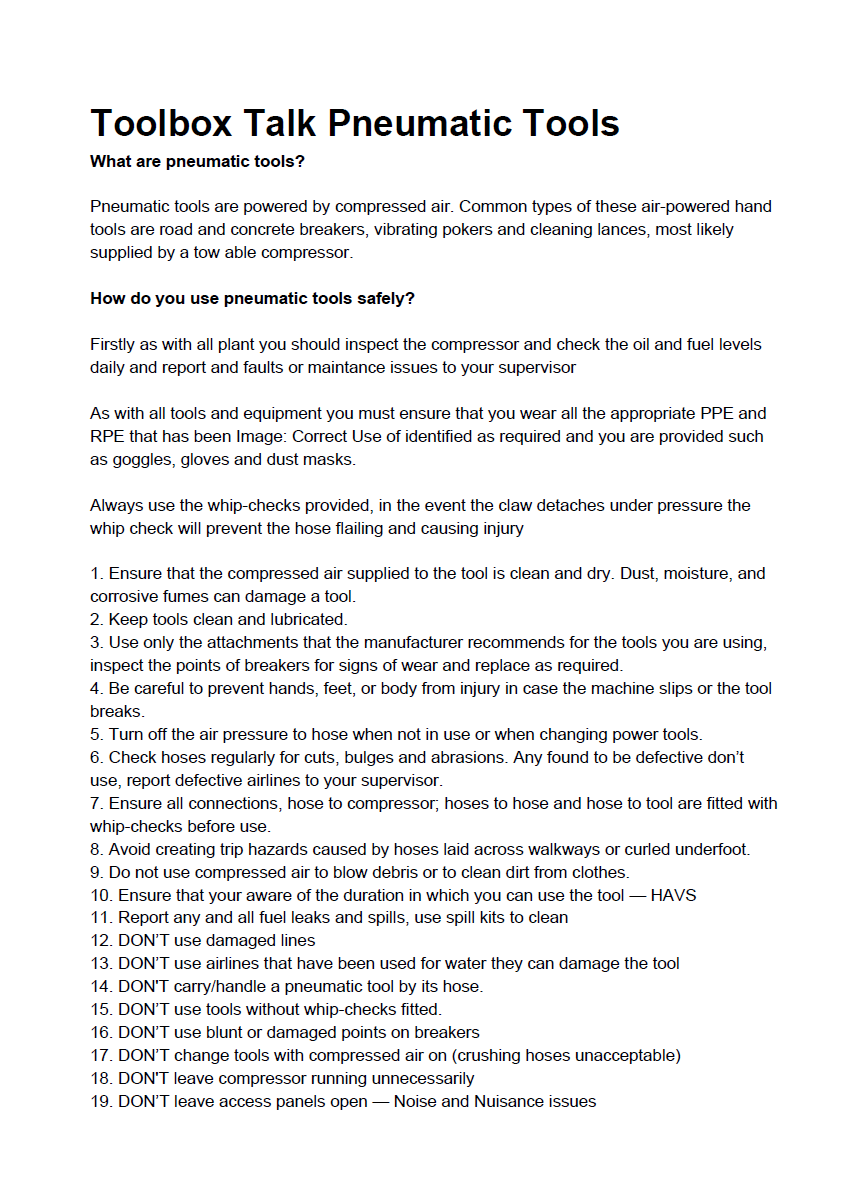 Toolbox Talk Pneumatic Tools
What are pneumatic tools?
Pneumatic tools are powered by compressed air. Common types of these air-powered hand
tools are road and concrete breakers, vibrating pokers and cleaning lances, most likely
supplied by a tow able compressor.
How do you use pneumatic tools safely?
Firstly as with all plant you should inspect the compressor and check the oil and fuel levels
daily and report and faults or maintance issues to your supervisor
As with all tools and equipment you must ensure that you wear all the appropriate PPE and
RPE that has been Image: Correct Use of identified as required and you are provided such
as goggles, gloves and dust masks.
Always use the whip-checks provided, in the event the claw detaches under pressure the
whip check will prevent the hose flailing and causing injury
1. Ensure that the compressed air supplied to the tool is clean and dry. Dust, moisture, and
corrosive fumes can damage a tool.
2. Keep tools clean and lubricated.
3. Use only the attachments that the manufacturer recommends for the tools you are using,
inspect the points of breakers for signs of wear and replace as required.
4. Be careful to prevent hands, feet, or body from injury in case the machine slips or the tool
breaks.
5. Turn off the air pressure to hose when not in use or when changing power tools.
6. Check hoses regularly for cuts, bulges and abrasions. Any found to be defective don’t
use, report defective airlines to your supervisor.
7. Ensure all connections, hose to compressor; hoses to hose and hose to tool are fitted with
whip-checks before use.
8. Avoid creating trip hazards caused by hoses laid across walkways or curled underfoot.
9. Do not use compressed air to blow debris or to clean dirt from clothes.
10. Ensure that your aware of the duration in which you can use the tool — HAVS
11. Report any and all fuel leaks and spills, use spill kits to clean
12. DON’T use damaged lines
13. DON’T use airlines that have been used for water they can damage the tool
14. DON'T carry/handle a pneumatic tool by its hose.
15. DON’T use tools without whip-checks fitted.
16. DON’T use blunt or damaged points on breakers
17. DON’T change tools with compressed air on (crushing hoses unacceptable)
18. DON'T leave compressor running unnecessarily
19. DON’T leave access panels open — Noise and Nuisance issues